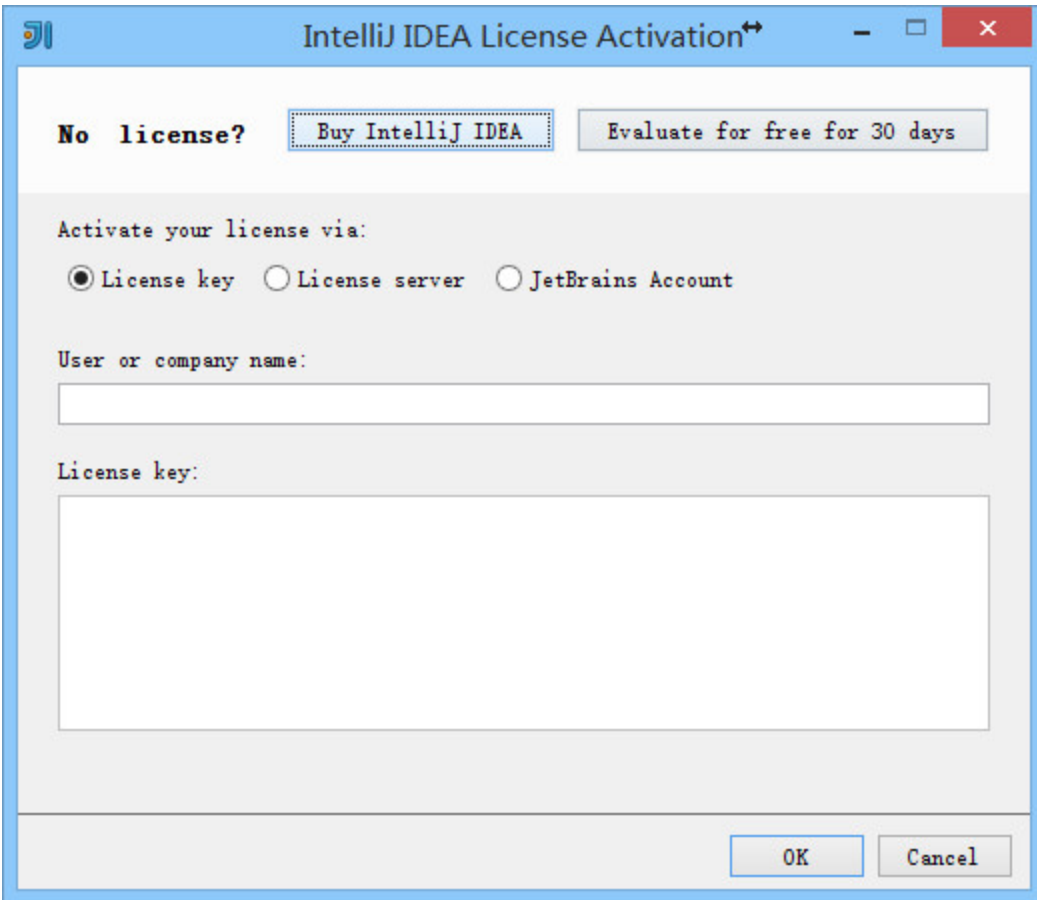 IntelliJ IDEA License Activation
No license? Buy IntelliJ IDEA Evaluate for free for 30 days
Activate your license via:
License key License server JetBrains Account
User or company name:
License key:
OK Cancel